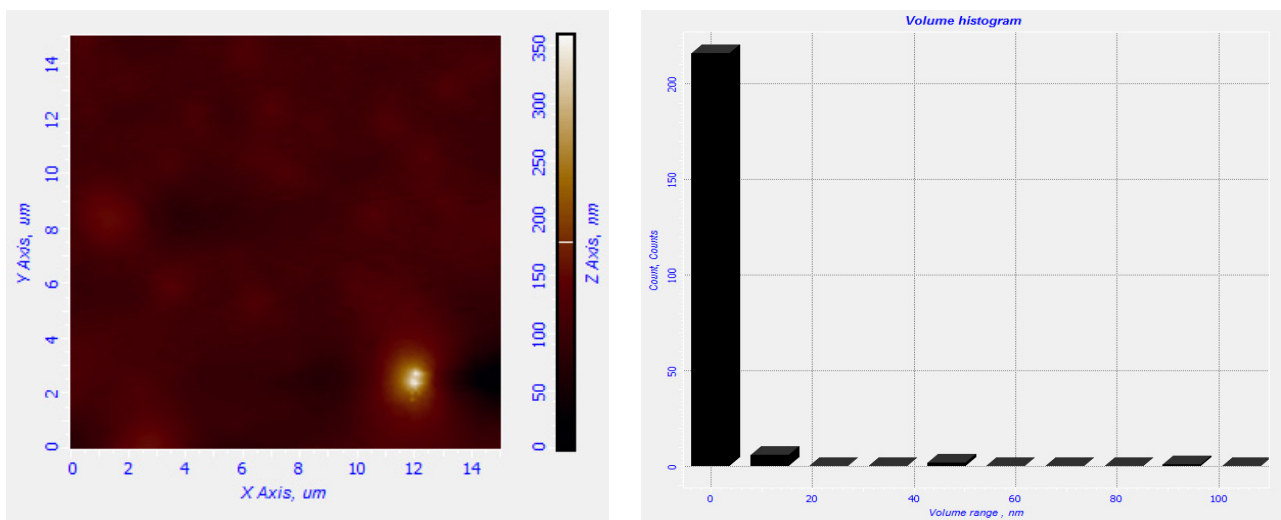 Volume histogram
14
12
10
8
6
4
2
0
Y Axis, um
0 2 4 6 8 10 12 14
X Axis, um
350
300
250
200
150
100
50
0
Z Axis, nm
200
150
100
50
0
Count, Counts
0 20 40 60 80 100
Volume range , nm